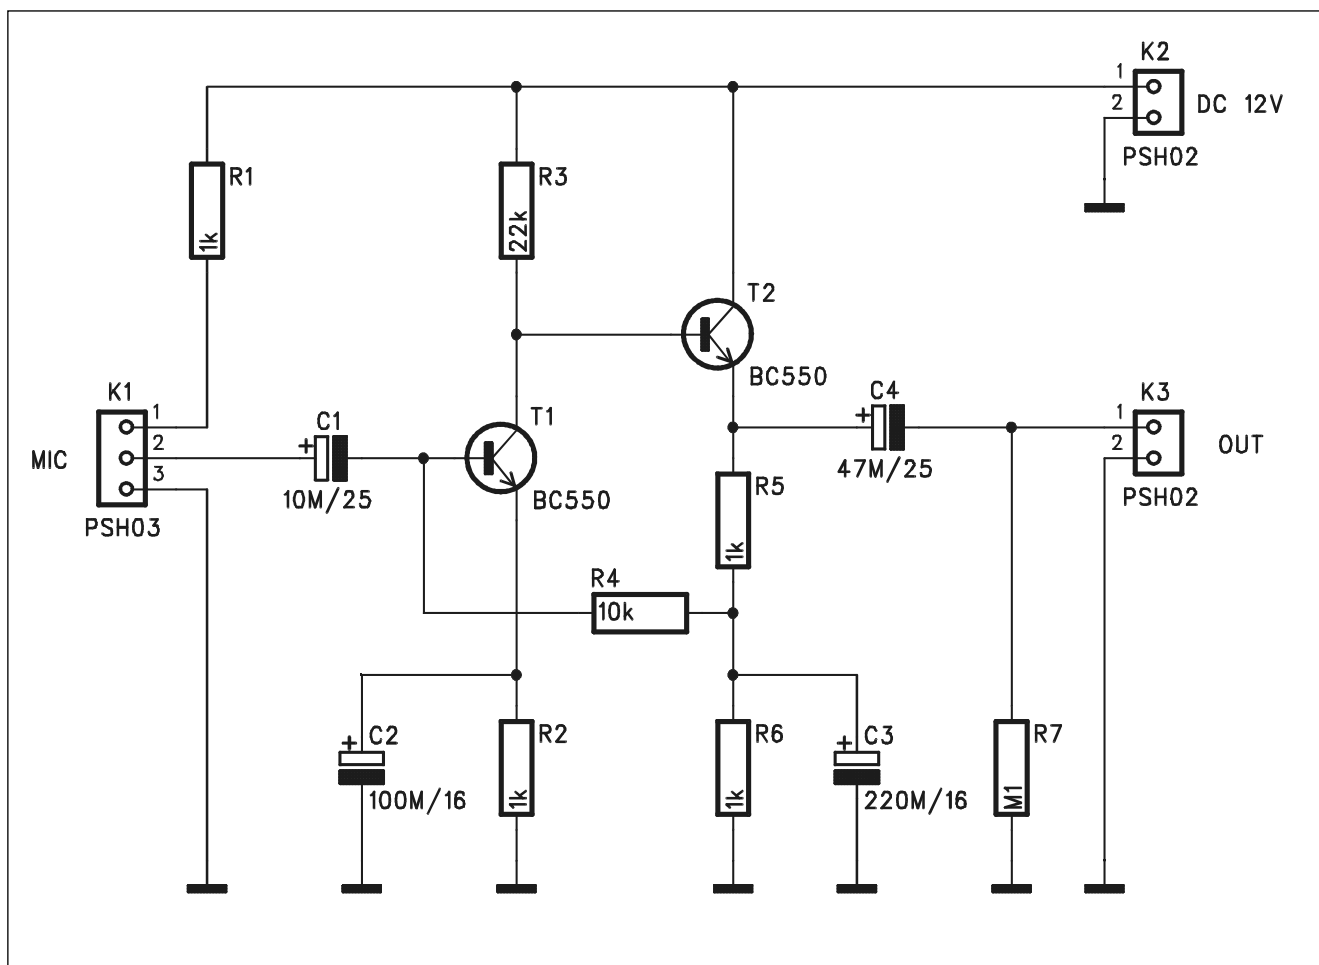 K2
1
2
DC 12V
PSH02
R1
1k
R3
22k
T2
BC550
K1
1
2
3
MIC
PSH03
C1
10M/25
T1
BC550
C4
47M/25
K3
1
2
OUT
PSH02
R5
1k
R4
10k
C2
100M/16
R2
1k
R6
1k
C3
220M/16
R7
M1